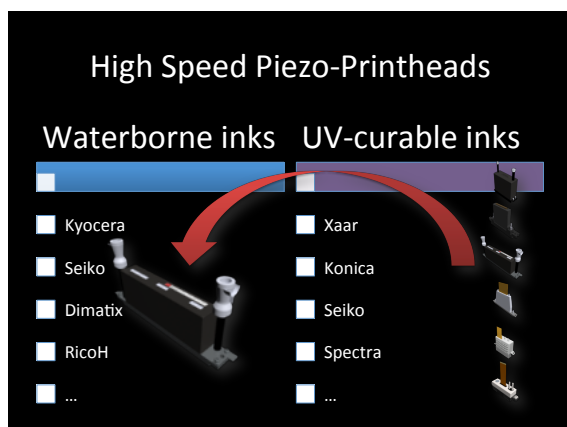 High Speed Piezo-Printheads
Waterborne inks
Kyocera
Seiko
Dimatix
RicoH
...
UV-curable inks
Xaar
Konica
Seiko
Spectra
...